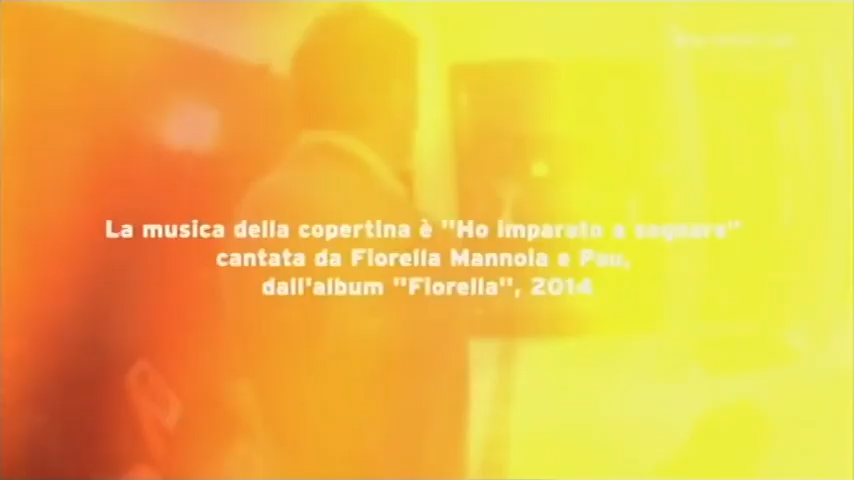 La musica della copertina è "Ho imparato a sognare"
cantata da Fiorella Mannoia e Pau,
dall'album "Fiorella", 2014